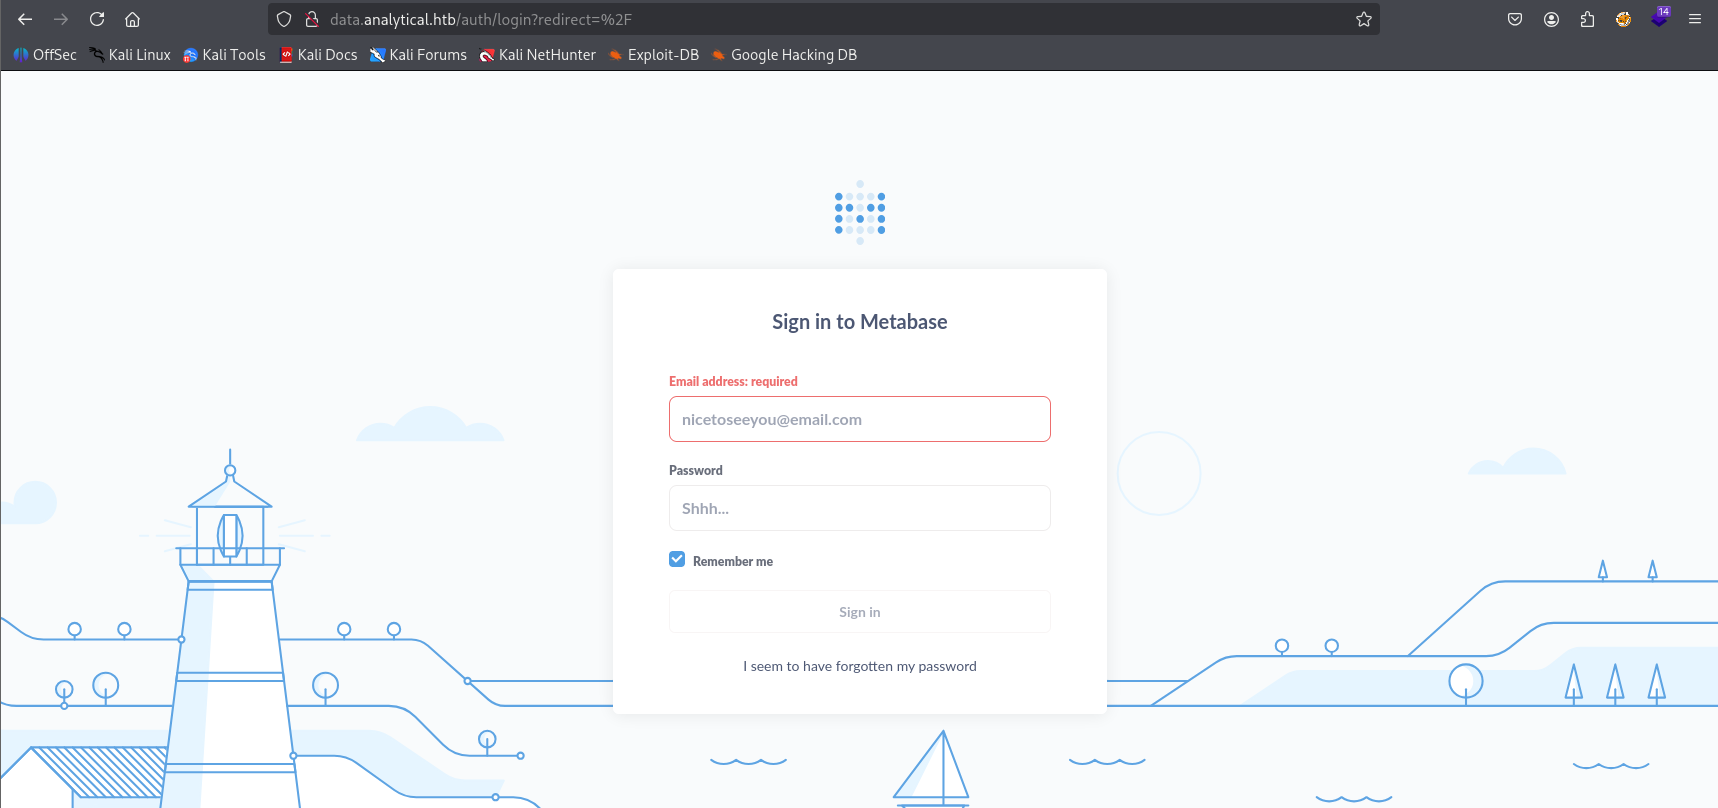 data.analytical.htb/auth/login?redirect=%2F
14
OffSec Kali Linux Kali Tools Kali Docs Kali Forums Kali NetHunter Exploit-DB Google Hacking DB
Sign in to Metabase
Email address: required
nicetoseeyou@email.com
Password
Shhh...
Remember me
Sign in
I seem to have forgotten my password